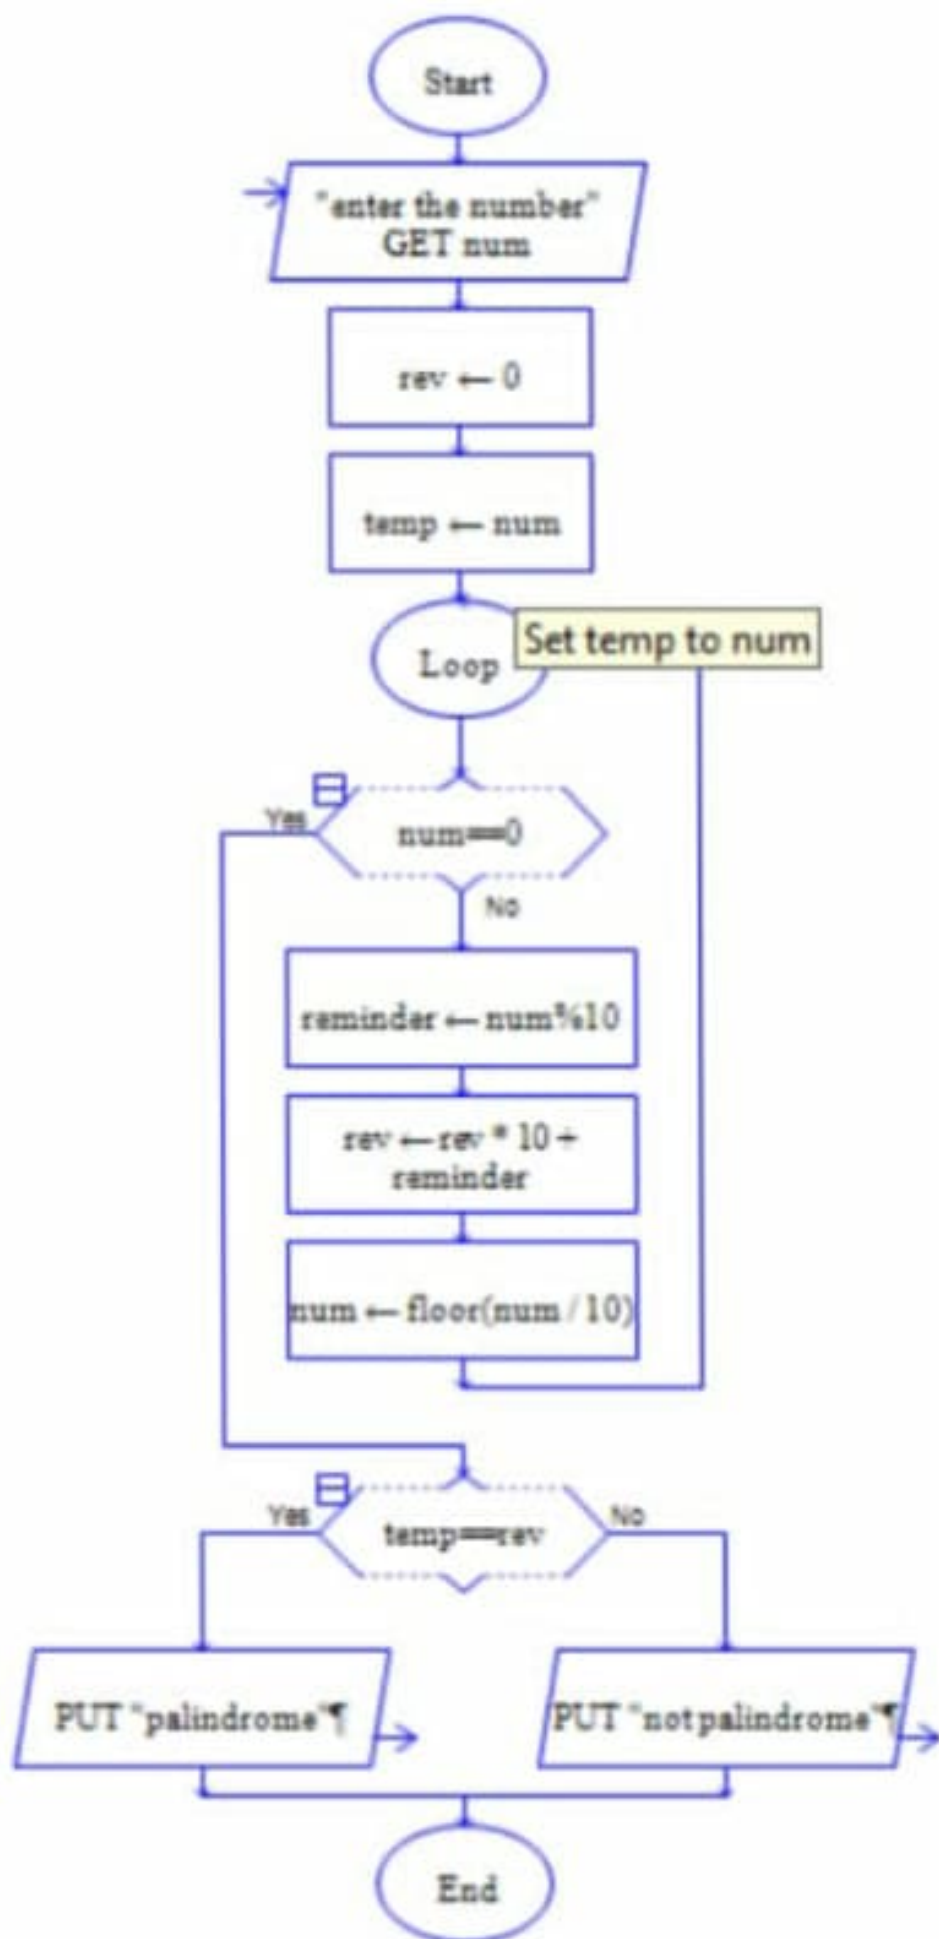 Start
"enter the number"
GET num
rev ← 0
temp ← num
Loop
Set temp to num
Yes
num==0
No
reminder ← num%10
rev ← rev * 10 +
reminder
num ← floor(num / 10)
Yes
temp==rev
No
PUT "palindrome"¶
PUT "not palindrome"¶
End